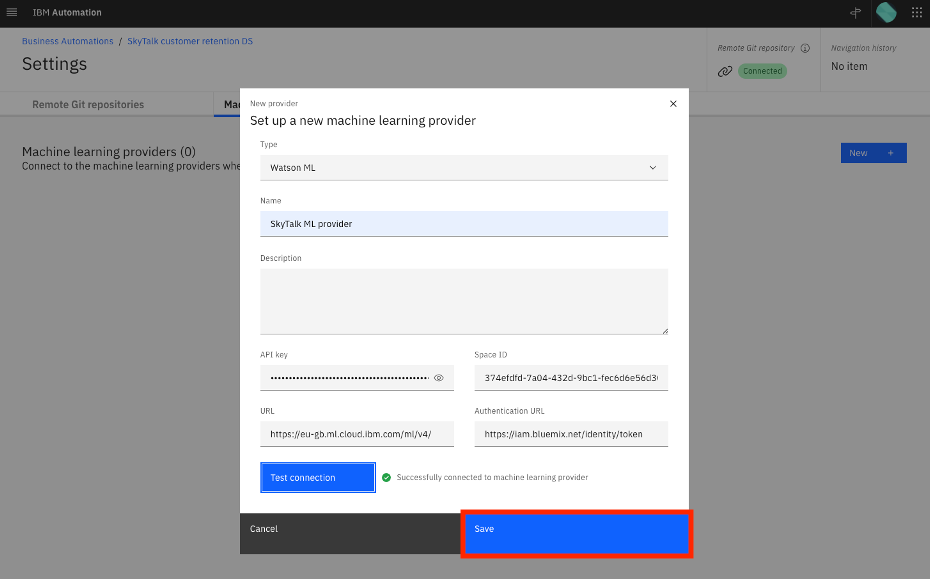 IBM Automation
Business Automations / SkyTalk customer retention DS
Settings
Remote Git repository
Connected
Navigation history
No item
Remote Git repositories
Ma
Machine learning providers (0)
Connect to the machine learning providers whe
New +
New provider
Set up a new machine learning provider
Type
Watson ML
Name
SkyTalk ML provider
Description
API key
Space ID
••••••••••••••••••••••••••••••••••••••••••••
374efdfd-7a04-432d-9bc1-fec6d6e56d3
URL
Authentication URL
https://eu-gb.ml.cloud.ibm.com/ml/v4/
https://iam.bluemix.net/identity/token
Test connection
Successfully connected to machine learning provider
Cancel
Save